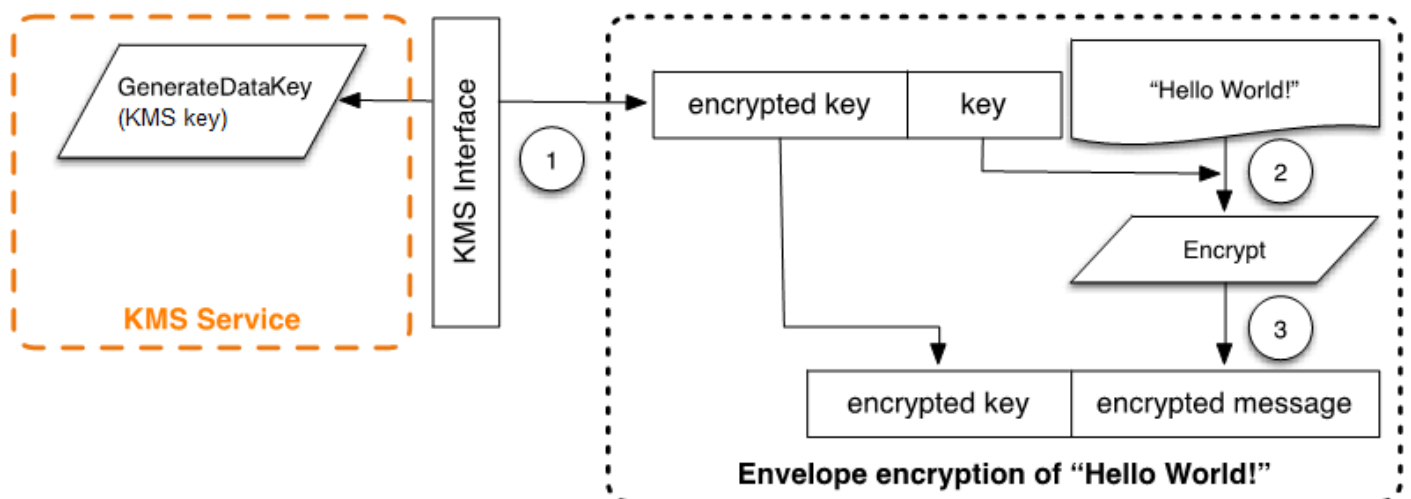 GenerateDataKey
(KMS key)
KMS Service
KMS Interface
1
encrypted key
key
“Hello World!”
2
Encrypt
3
encrypted key
encrypted message
Envelope encryption of “Hello World!”